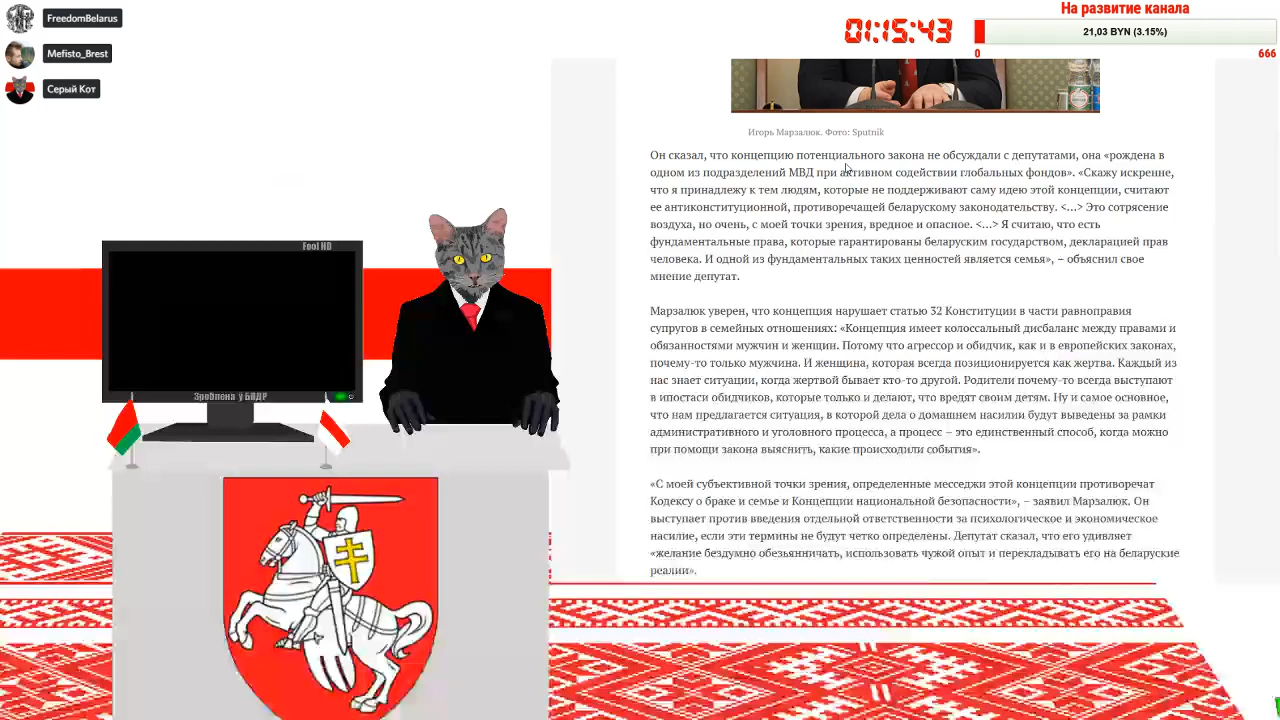 FreedomBelarus
Mefisto_Brest
Серый Кот
01:15:43
На развитие канала
21,03 BYN (3.15%)
0
666
Игорь Марзалюк. Фото: Sputnik
Он сказал, что концепцию потенциального закона не обсуждали с депутатами, она «рождена в
одном из подразделений МВД при активном содействии глобальных фондов». «Скажу искренне,
что я принадлежу к тем людям, которые не поддерживают саму идею этой концепции, считают
ее антиконституционной, противоречащей беларускому законодательству. <…> Это сотрясение
воздуха, но очень, с моей точки зрения, вредное и опасное. <…> Я считаю, что есть
фундаментальные права, которые гарантированы беларуским государством, декларацией прав
человека. И одной из фундаментальных таких ценностей является семья», – объяснил свое
мнение депутат.
Марзалюк уверен, что концепция нарушает статью 32 Конституции в части равноправия
супругов в семейных отношениях: «Концепция имеет колоссальный дисбаланс между правами и
обязанностями мужчин и женщин. Потому что агрессор и обидчик, как и в европейских законах,
почему-то только мужчина. И женщина, которая всегда позиционируется как жертва. Каждый из
нас знает ситуации, когда жертвой бывает кто-то другой. Родители почему-то всегда выступают
в ипостаси обидчиков, которые только и делают, что вредят своим детям. Ну и самое основное,
что нам предлагается ситуация, в которой дела о домашнем насилии будут выведены за рамки
административного и уголовного процесса, а процесс – это единственный способ, когда можно
при помощи закона выяснить, какие происходили события».
«С моей субъективной точки зрения, определенные месседжи этой концепции противоречат
Кодексу о браке и семье и Концепции национальной безопасности», – заявил Марзалюк. Он
выступает против введения отдельной ответственности за психологическое и экономическое
насилие, если эти термины не будут четко определены. Депутат сказал, что его удивляет
«желание бездумно обезьянничать, использовать чужой опыт и перекладывать его на беларуские
реалии».
Fool HD
Зроблена ў БНДР